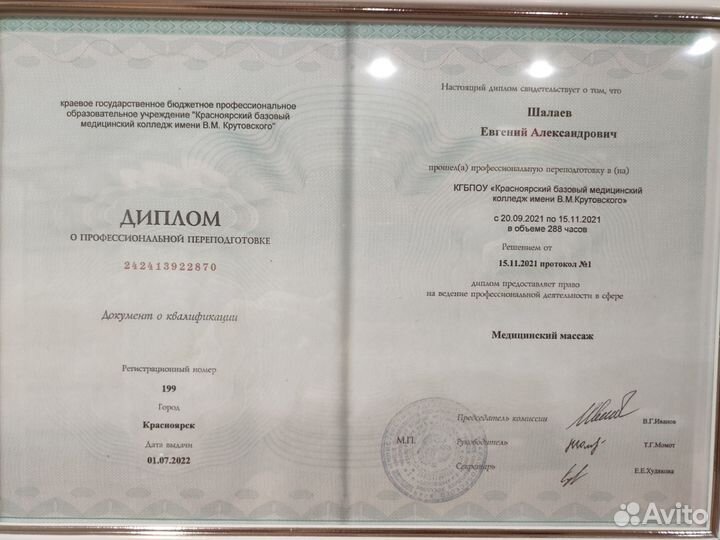 краевое государственное бюджетное профессиональное
образовательное учреждение "Красноярский базовый
медицинский колледж имени В.М. Крутовского"
ДИПЛОМ
О ПРОФЕССИОНАЛЬНОЙ ПЕРЕПОДГОТОВКЕ
242413922870
Документ о квалификации
Регистрационный номер
199
Город
Красноярск
Дата выдачи
01.07.2022
Настоящий диплом свидетельствует о том, что
Шалаев
Евгений Александрович
прошел(а) профессиональную переподготовку в (на)
КГБПОУ «Красноярский базовый медицинский
колледж имени В.М.Крутовского»
с 20.09.2021 по 15.11.2021
в объеме 288 часов
Решением от
15.11.2021 протокол №1
диплом предоставляет право
на ведение профессиональной деятельности в сфере
Медицинский массаж
М.П.
Председатель комиссии В.Г.Иванов
Руководитель Т.Г.Момот
Секретарь Е.Е.Худякова
Avito